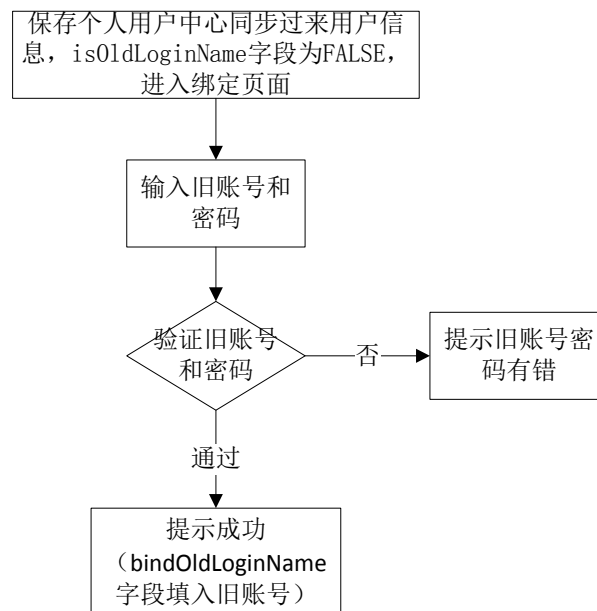 保存个人用户中心同步过来用户信
息，isOldLoginName字段为FALSE，
进入绑定页面
输入旧账号和
密码
验证旧账号
和密码
否
提示旧账号密
码有错
通过
提示成功
（bindOldLoginName
字段填入旧账号）